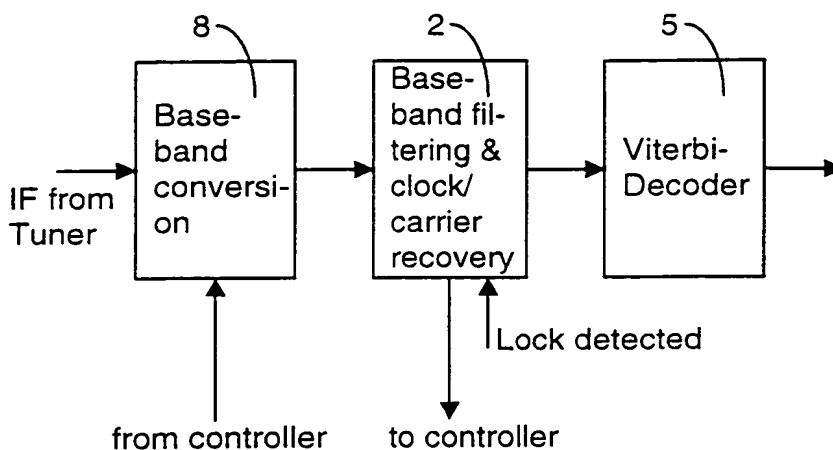 8
2
5
Base-
band
conversi-
on
Base-
band fil-
tering &
clock/
carrier
recovery
Viterbi-
Decoder
IF from
Tuner
Lock detected
from controller
to controller